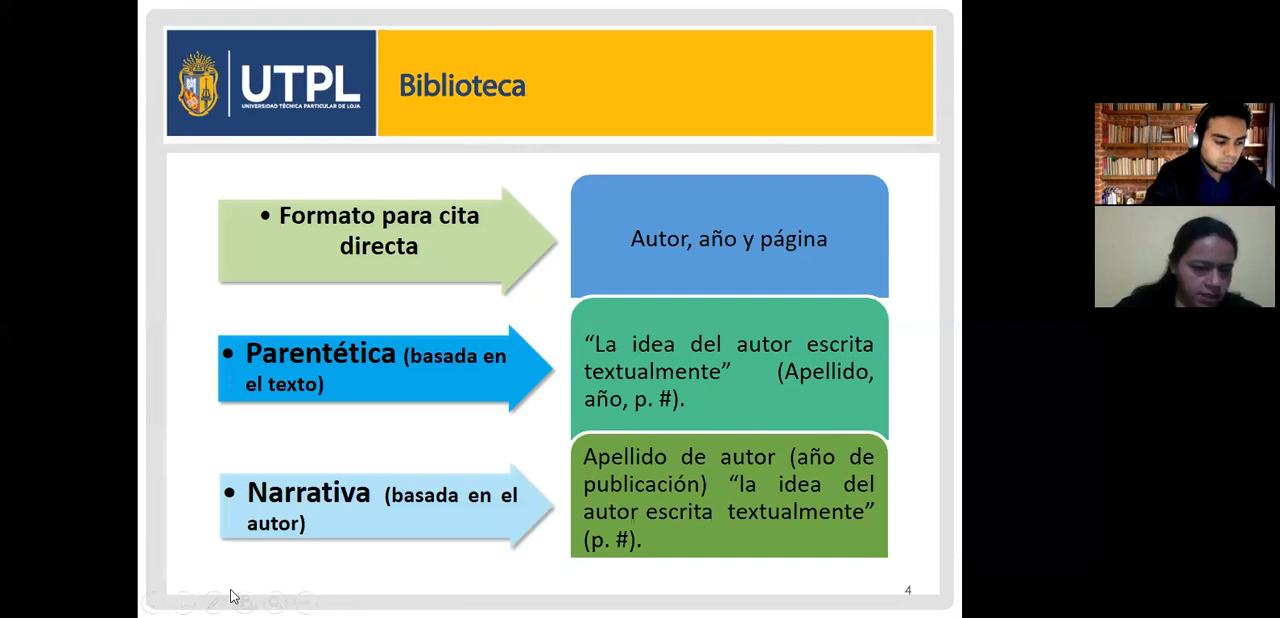 UTPL
UNIVERSIDAD TÉCNICA PARTICULAR DE LOJA
Biblioteca
• Formato para cita
directa
Autor, año y página
• Parentética (basada en
el texto)
“La idea del autor escrita
textualmente” (Apellido,
año, p. #).
• Narrativa (basada en el
autor)
Apellido de autor (año de
publicación) “la idea del
autor escrita textualmente”
(p. #).
4